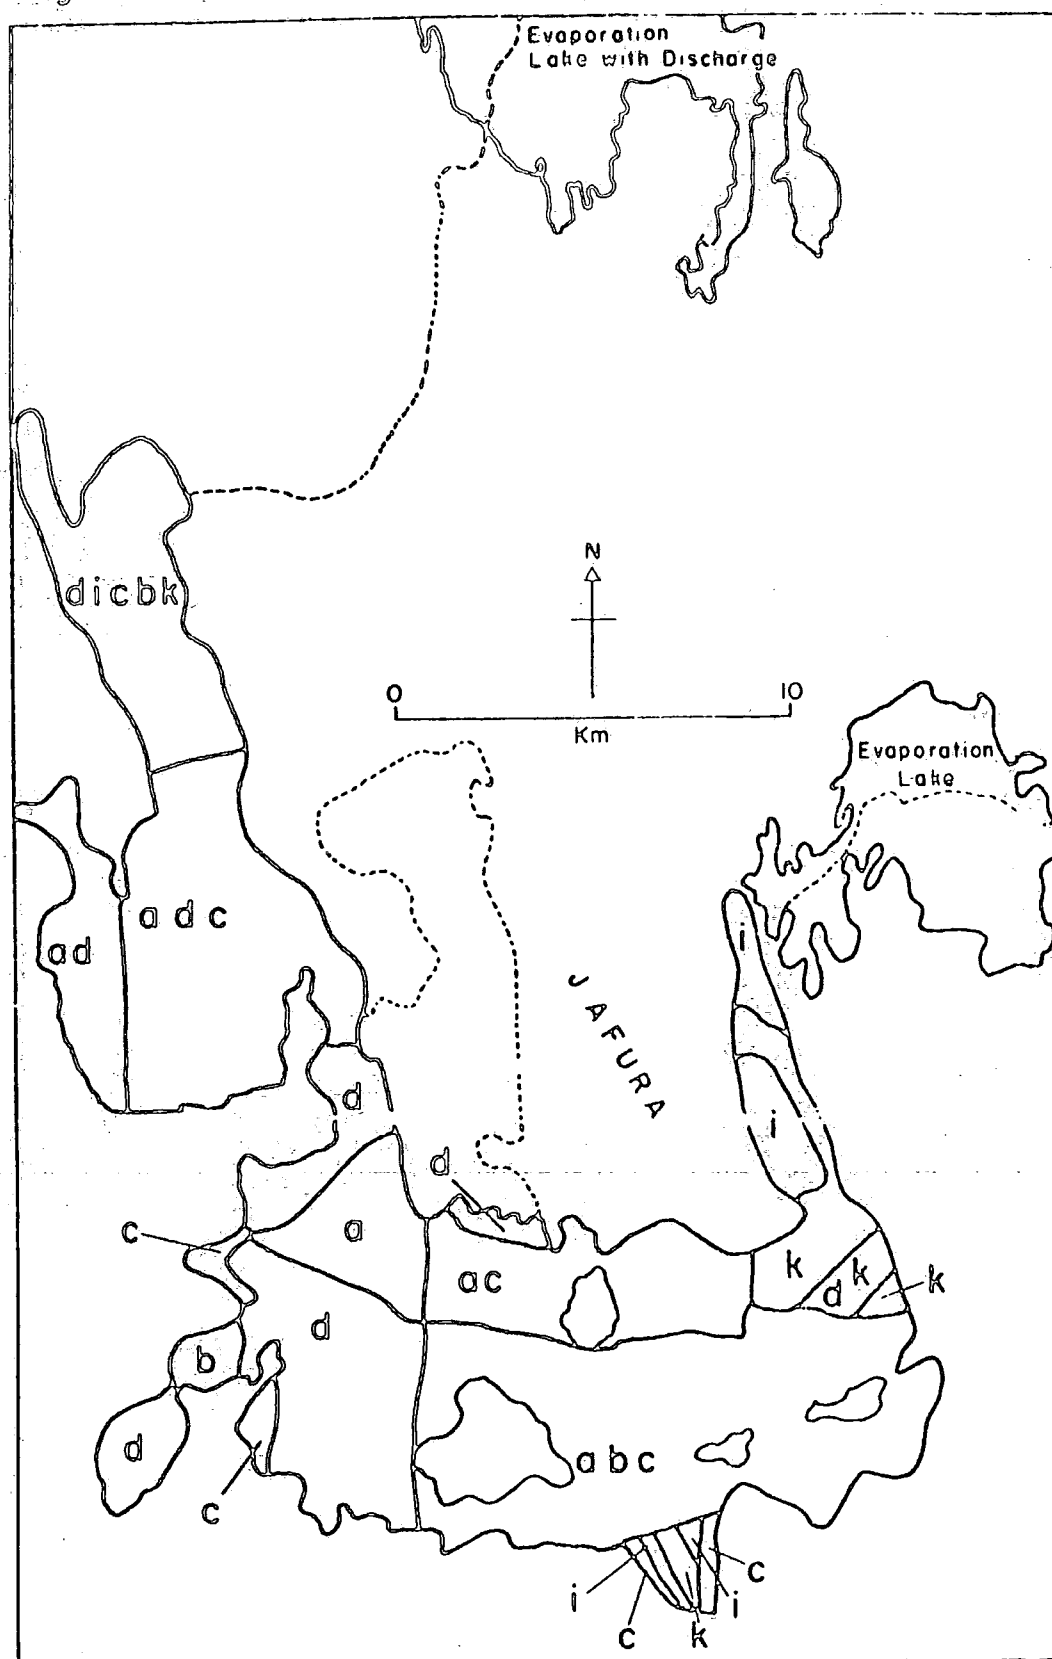 Evaporation
Lake with Discharge
dicbk
N
0
10
Km
Evaporation
Lake
adc
ad
i
JAFURA
d
i
d
c
a
ac
k
k
d
k
d
b
d
abc
c
c
i
i
c
k